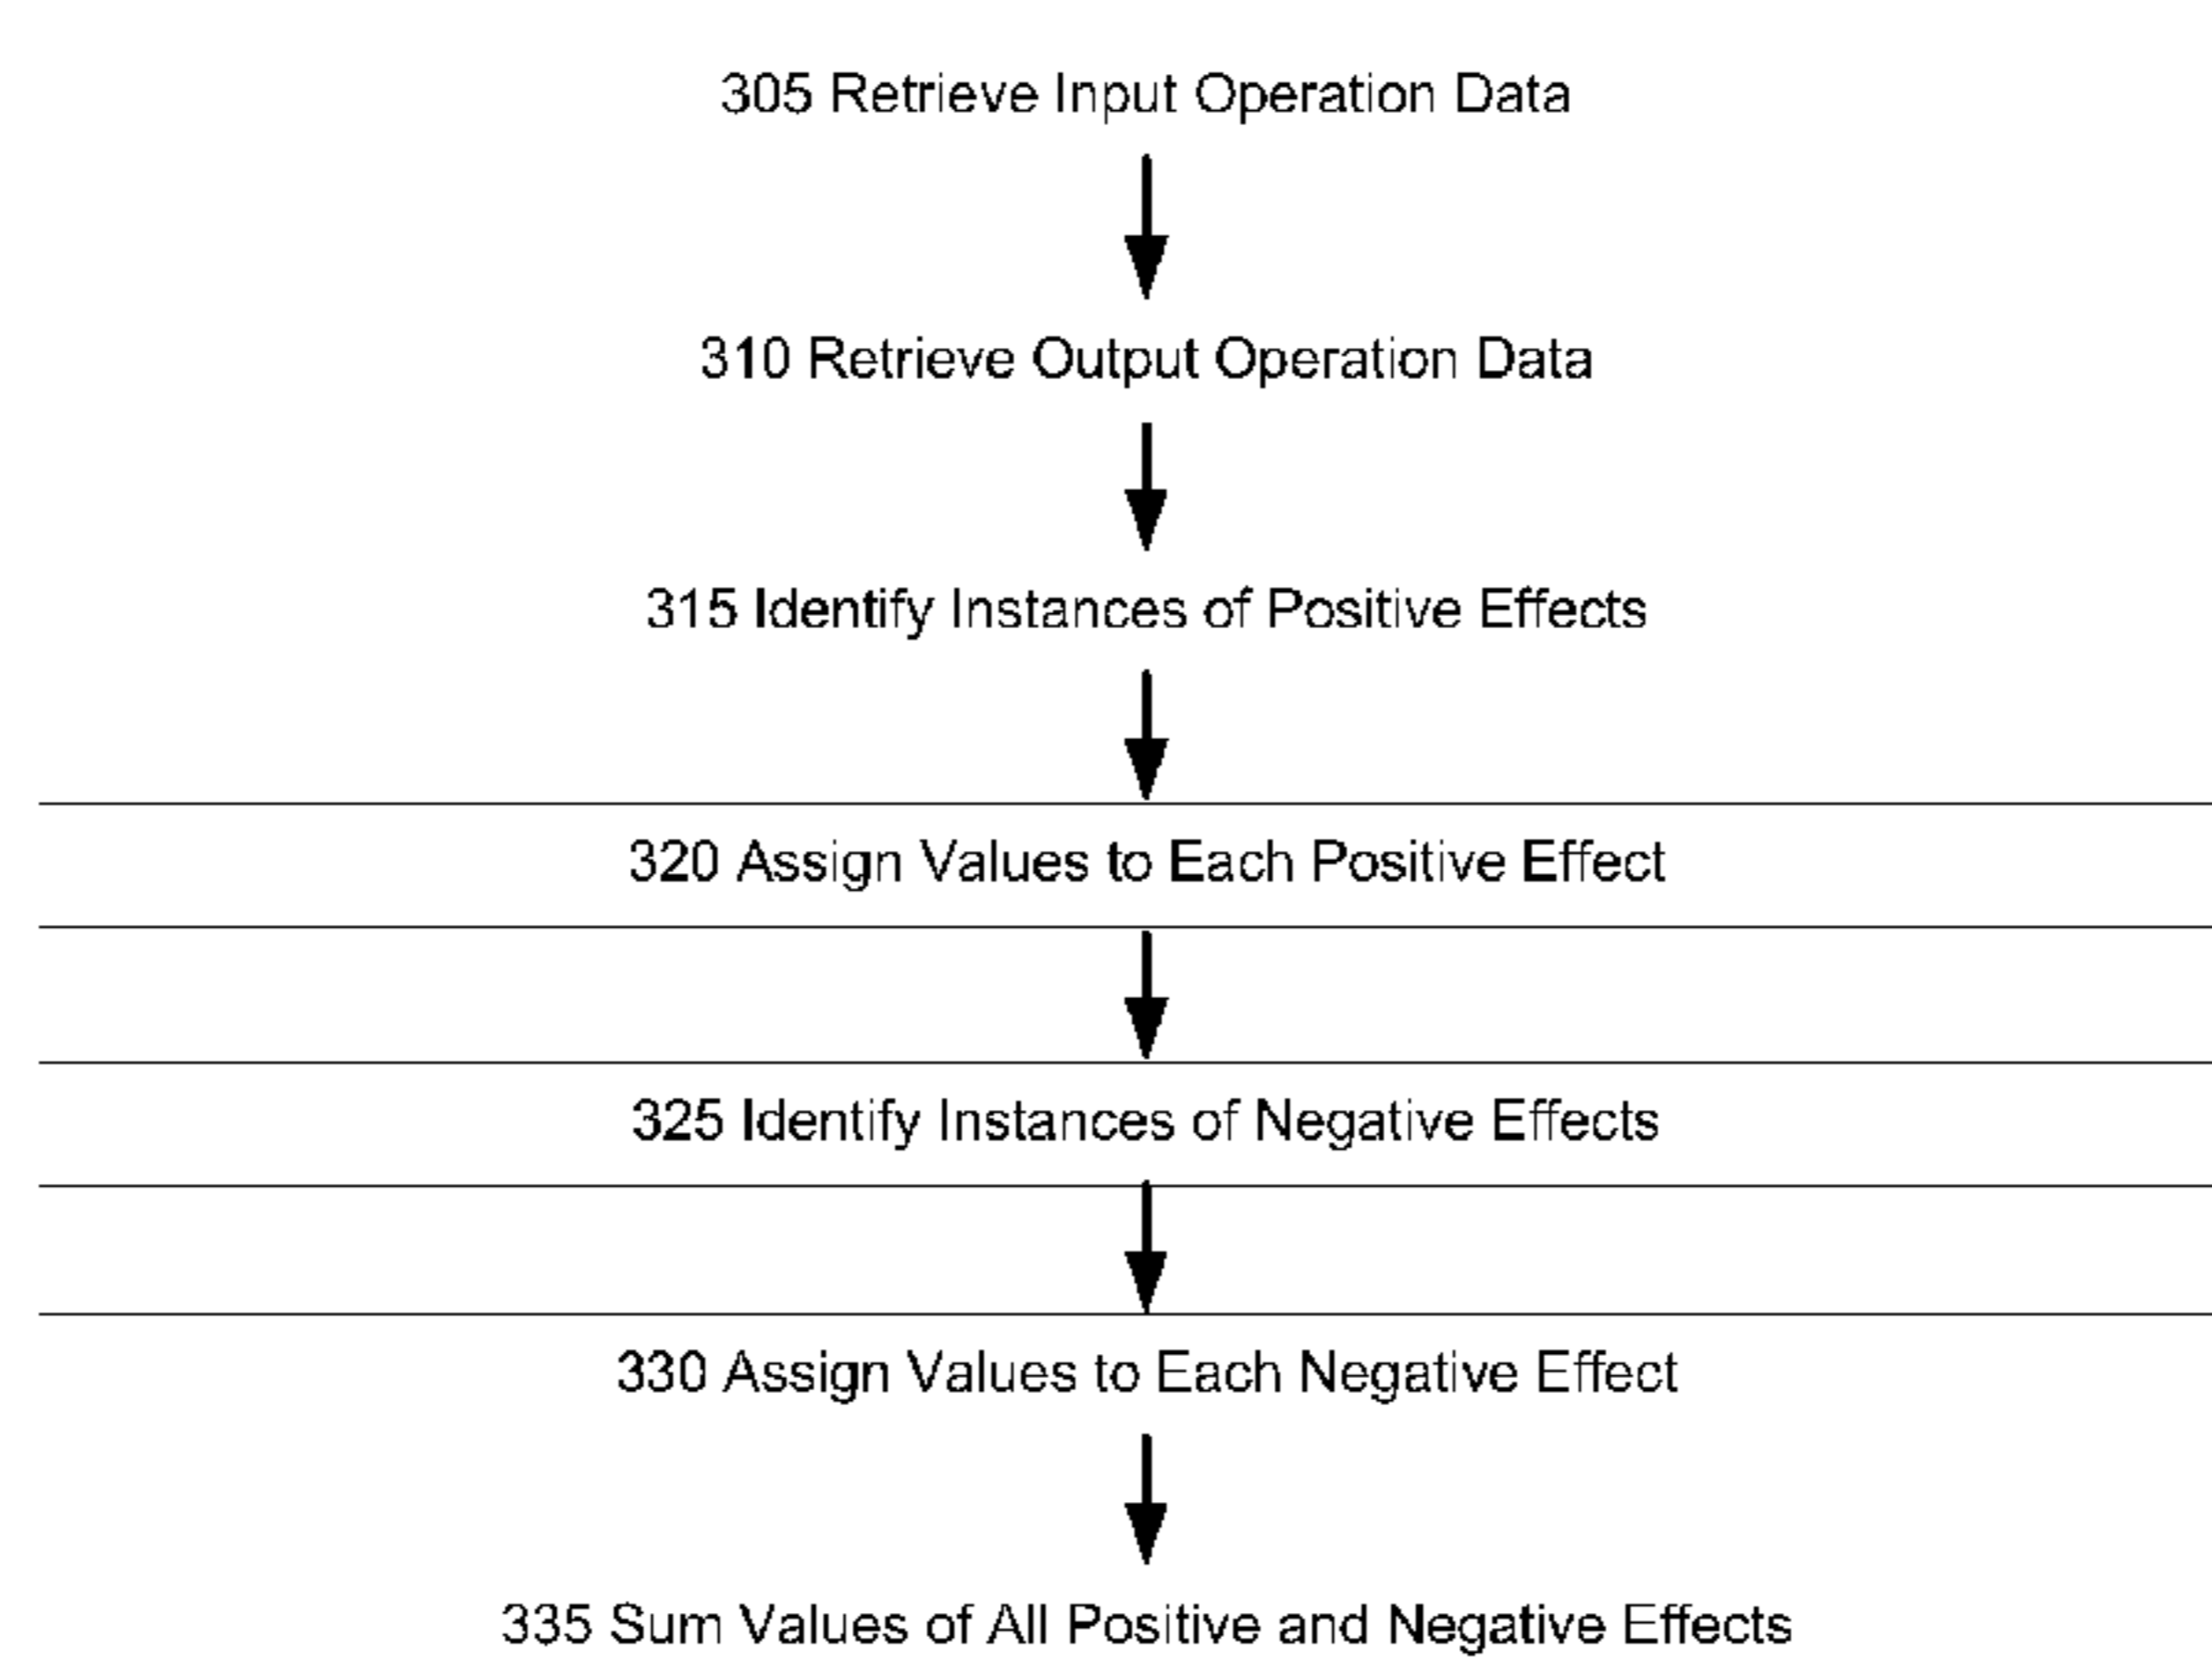 305 Retrieve Input Operation Data
310 Retrieve Output Operation Data
315 Identify Instances of Positive Effects
320 Assign Values to Each Positive Effect
325 Identify Instances of Negative Effects
330 Assign Values to Each Negative Effect
335 Sum Values of All Positive and Negative Effects